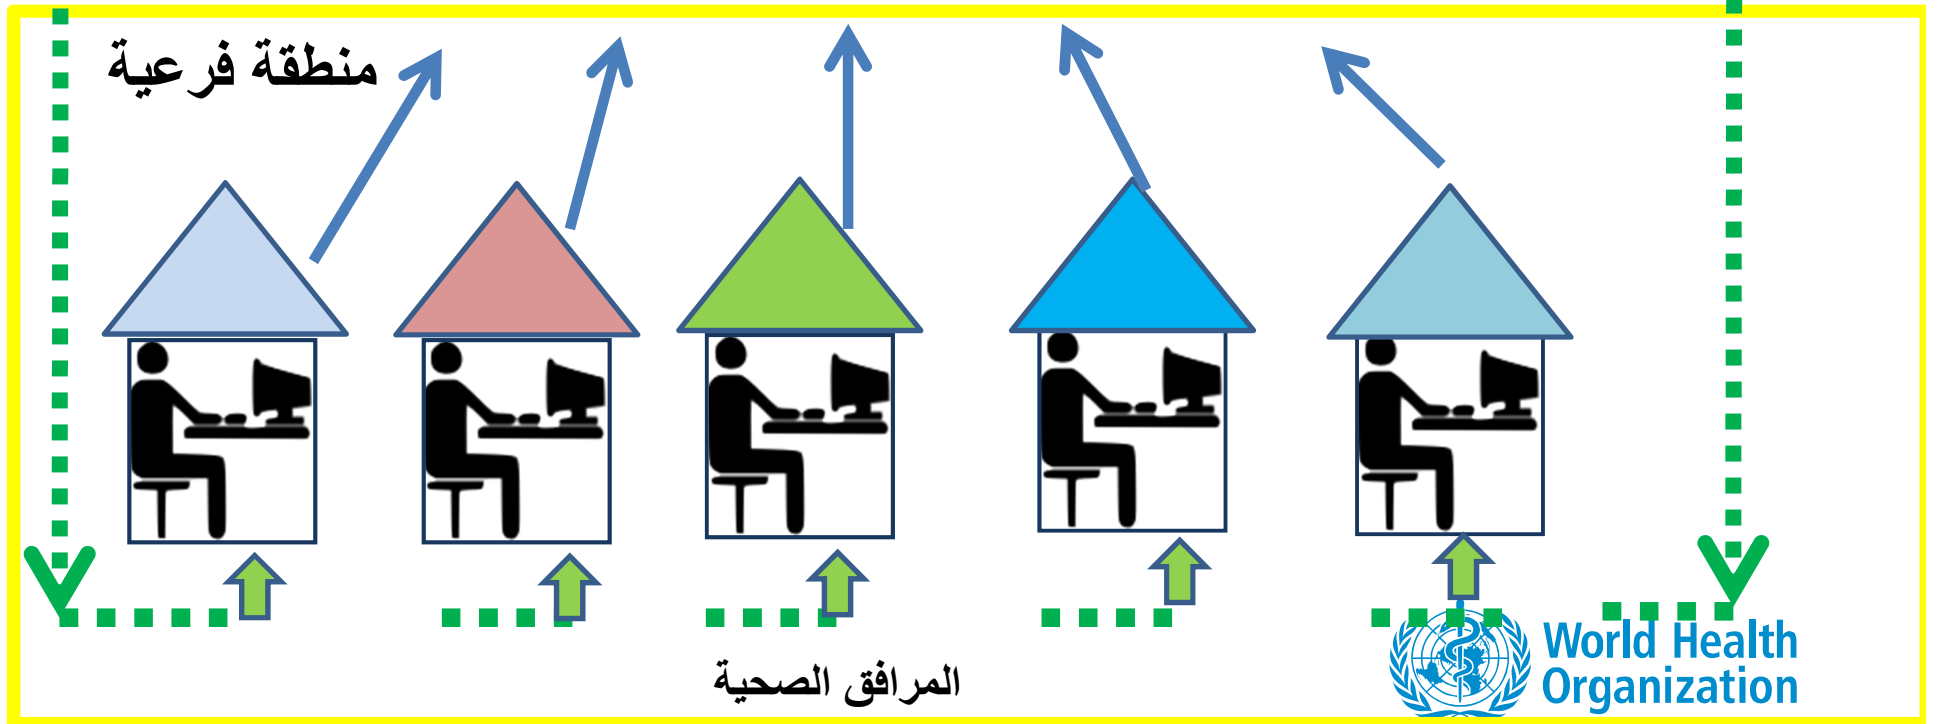 منطقة فرعية
المرافق الصحية
World Health
Organization